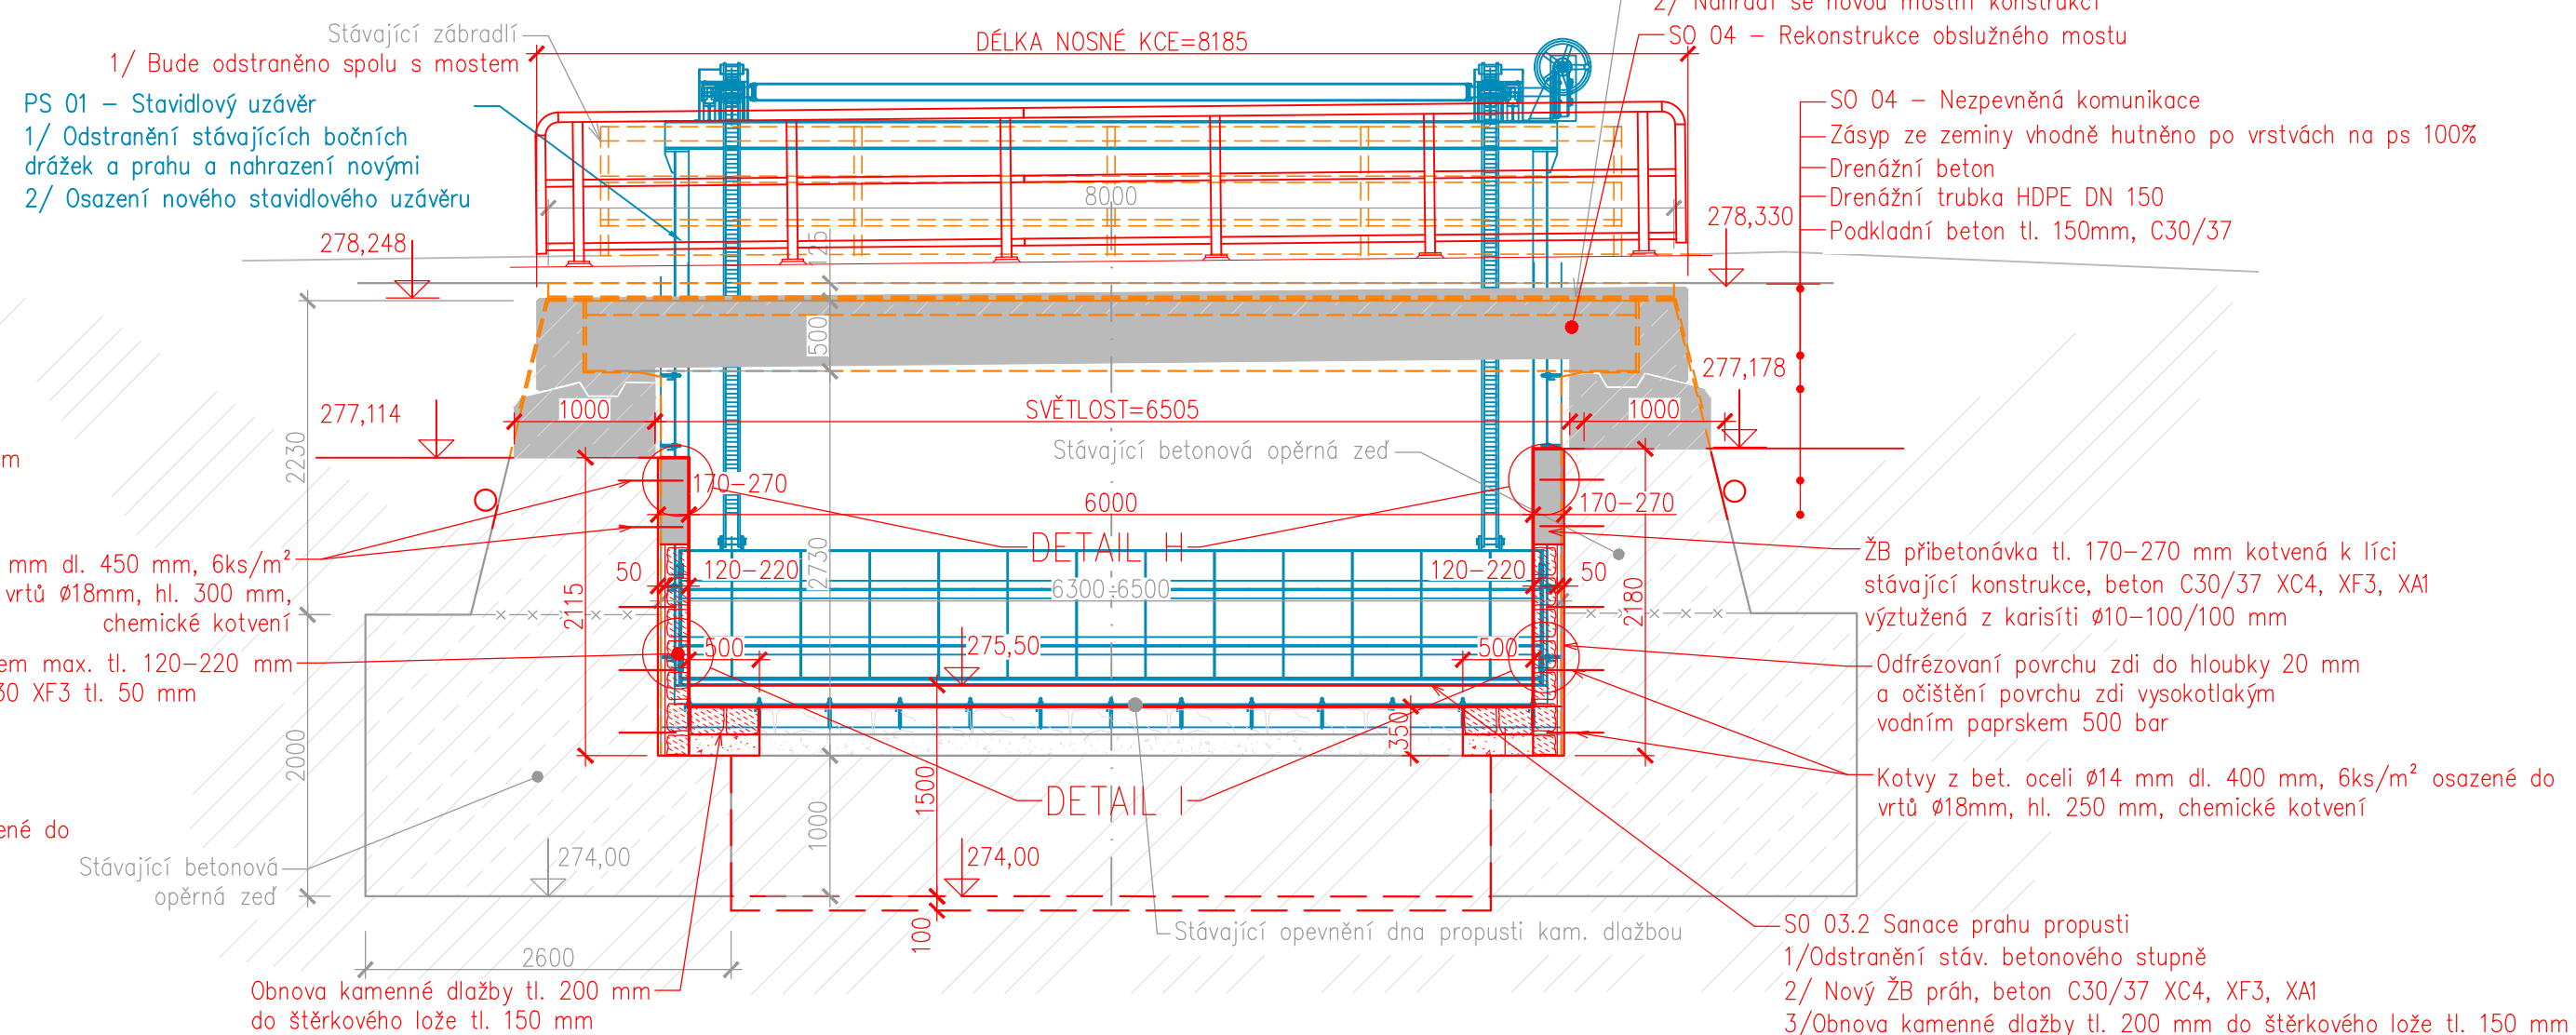 2/ Nahradí se novou mostní konstrukcí
SO 04 – Rekonstrukce obslužného mostu
Stávající zábradlí
1/ Bude odstraněno spolu s mostem
DÉLKA NOSNÉ KCE=8185
PS 01 – Stavidlový uzávěr
1/ Odstranění stávajících bočních
drážek a prahu a nahrazení novými
2/ Osazení nového stavidlového uzávěru
SO 04 – Nezpevněná komunikace
Zásyp ze zeminy vhodně hutněno po vrstvách na ps 100%
Drenážní beton
Drenážní trubka HDPE DN 150
Podkladní beton tl. 150mm, C30/37
8000
278,248
278,330
125
500
277,114
277,178
1000
SVĚTLOST=6505
1000
Stávající betonová opěrná zeď
2230
m
170–270
6000
170–270
DETAIL H
2730
mm dl. 450 mm, 6ks/m²
vrtů Ø18mm, hl. 300 mm,
chemické kotvení
50
120–220
6300÷6500
120–220
50
2115
2180
ŽB přibetonávka tl. 170–270 mm kotvená k líci
stávající konstrukce, beton C30/37 XC4, XF3, XA1
výztužená z karisíti Ø10–100/100 mm
em max. tl. 120–220 mm
30 XF3 tl. 50 mm
500
275,50
500
Odfrézovaní povrchu zdi do hloubky 20 mm
a očištění povrchu zdi vysokotlakým
vodním paprskem 500 bar
350
2000
1500
1000
DETAIL I
Kotvy z bet. oceli Ø14 mm dl. 400 mm, 6ks/m² osazené do
vrtů Ø18mm, hl. 250 mm, chemické kotvení
ené do
Stávající betonová
opěrná zeď
274,00
274,00
100
Stávající opevnění dna propusti kam. dlažbou
2600
Obnova kamenné dlažby tl. 200 mm
do štěrkového lože tl. 150 mm
SO 03.2 Sanace prahu propusti
1/Odstranění stáv. betonového stupně
2/ Nový ŽB práh, beton C30/37 XC4, XF3, XA1
3/Obnova kamenné dlažby tl. 200 mm do štěrkového lože tl. 150 mm